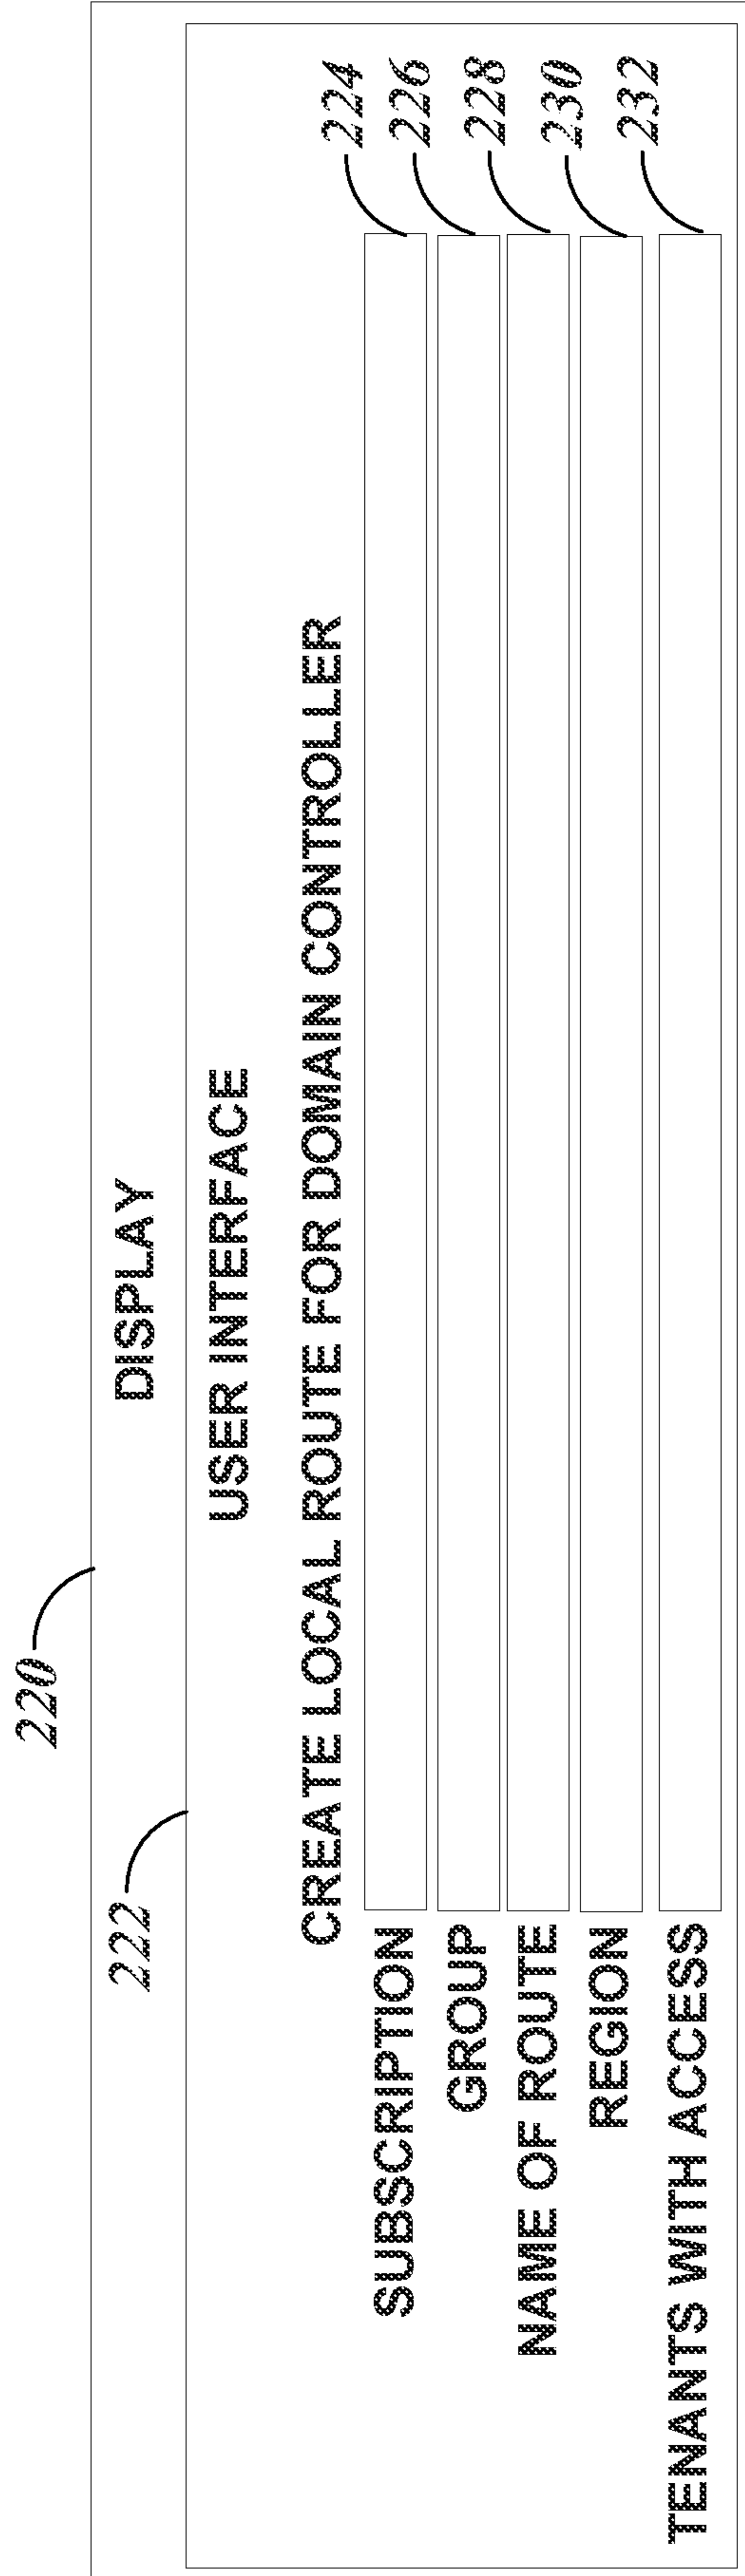 220
DISPLAY
222
USER INTERFACE
CREATE LOCAL ROUTE FOR DOMAIN CONTROLLER
SUBSCRIPTION 224
GROUP 226
NAME OF ROUTE 228
REGION 230
TENANTS WITH ACCESS 232